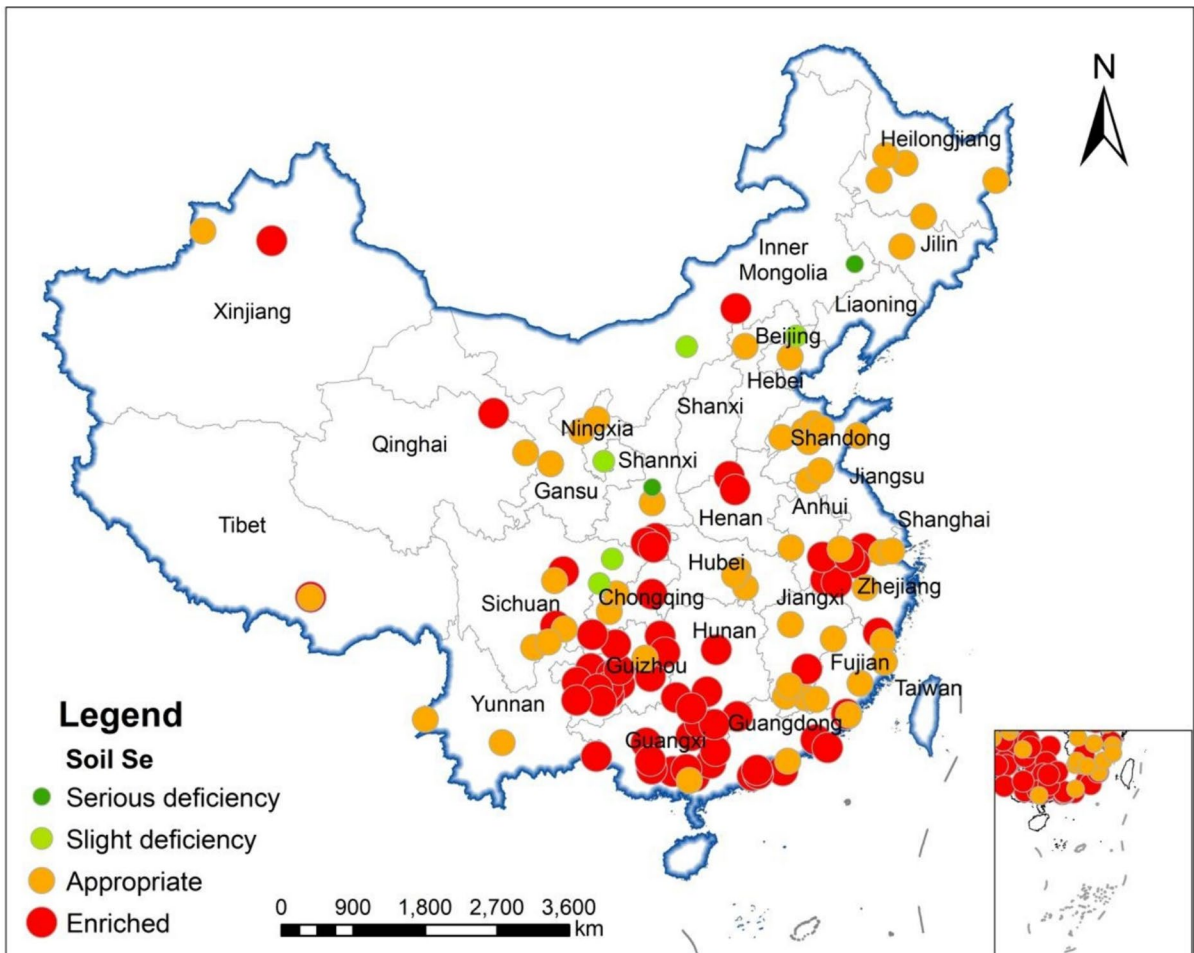 N
Heilongjiang
Jilin
Inner
Mongolia
Liaoning
Xinjiang
Beijing
Hebei
Shanxi
Ningxia
Qinghai
Shandong
Shannxi
Jiangsu
Gansu
Anhui
Henan
Shanghai
Tibet
Hubei
Zhejiang
Sichuan
Chongqing
Jiangxi
Hunan
Guizhou
Fujian
Taiwan
Yunnan
Guangdong
Guangxi
Legend
Soil Se
Serious deficiency
Slight deficiency
Appropriate
Enriched
0 900 1,800 2,700 3,600
km